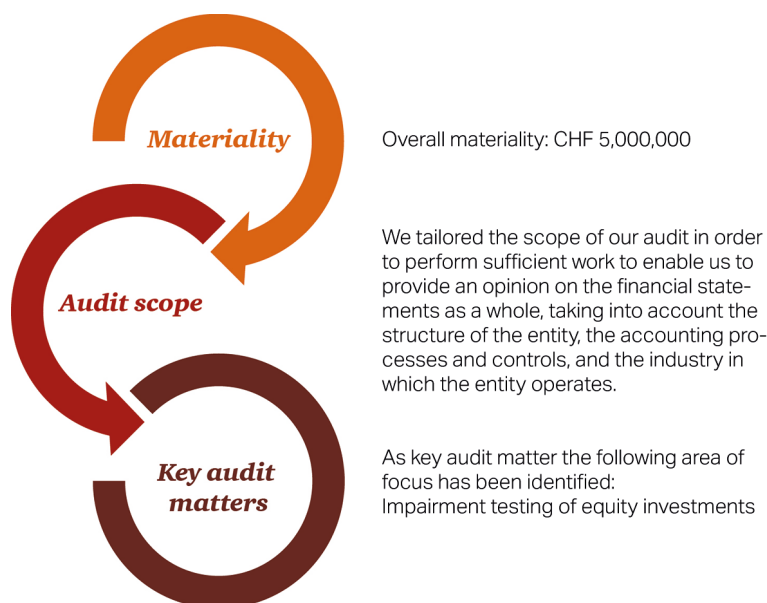 Materiality
Overall materiality: CHF 5,000,000
Audit scope
We tailored the scope of our audit in order
to perform sufficient work to enable us to
provide an opinion on the financial state-
ments as a whole, taking into account the
structure of the entity, the accounting pro-
cesses and controls, and the industry in
which the entity operates.
Key audit
matters
As key audit matter the following area of
focus has been identified:
Impairment testing of equity investments